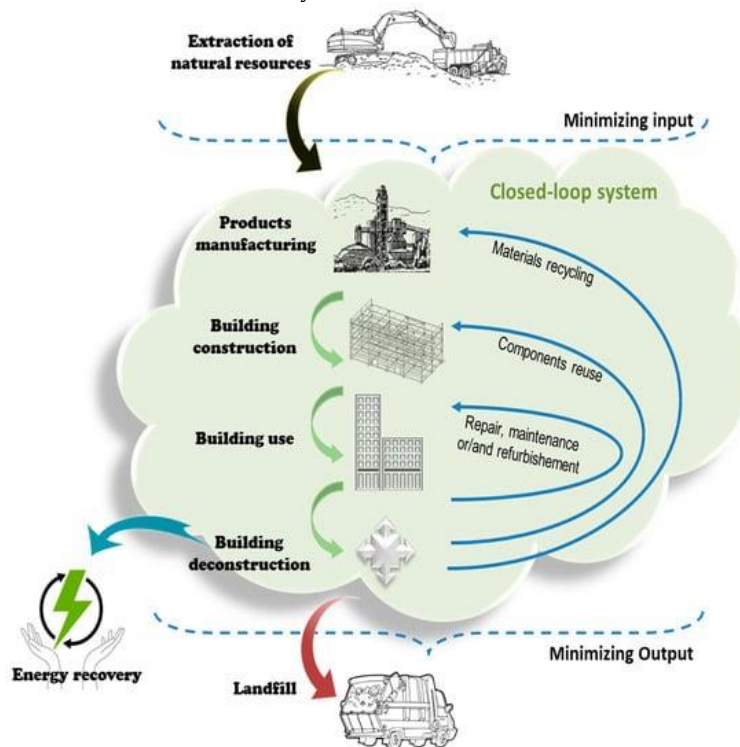 Extraction of
natural resources
Minimizing input
Closed-loop system
Products
manufacturing
Materials recycling
Building
construction
Components reuse
Building use
Repair, maintenance
or/and refurbishement
Building
deconstruction
Energy recovery
Minimizing Output
Landfill